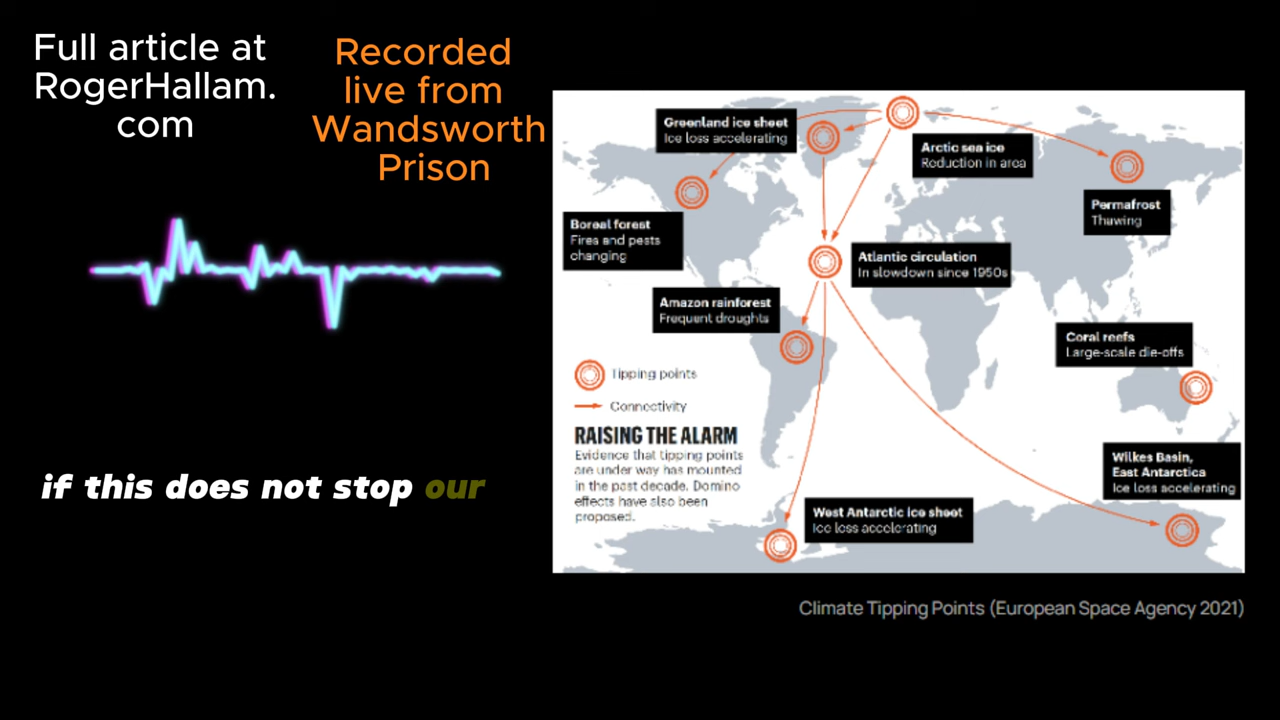 Full article at
RogerHallam.
com
Recorded
live from
Wandsworth
Prison
if this does not stop our
Greenland ice sheet
Ice loss accelerating
Arctic sea ice
Reduction in area
Permafrost
Thawing
Boreal forest
Fires and pests
changing
Atlantic circulation
In slowdown since 1950s
Amazon rainforest
Frequent droughts
Coral reefs
Large-scale die-offs
Tipping points
Connectivity
RAISING THE ALARM
Evidence that tipping points
are under way has mounted
in the past decade. Domino
effects have also been
proposed.
Wilkes Basin,
East Antarctica
Ice loss accelerating
West Antarctic ice sheet
Ice loss accelerating
Climate Tipping Points (European Space Agency 2021)